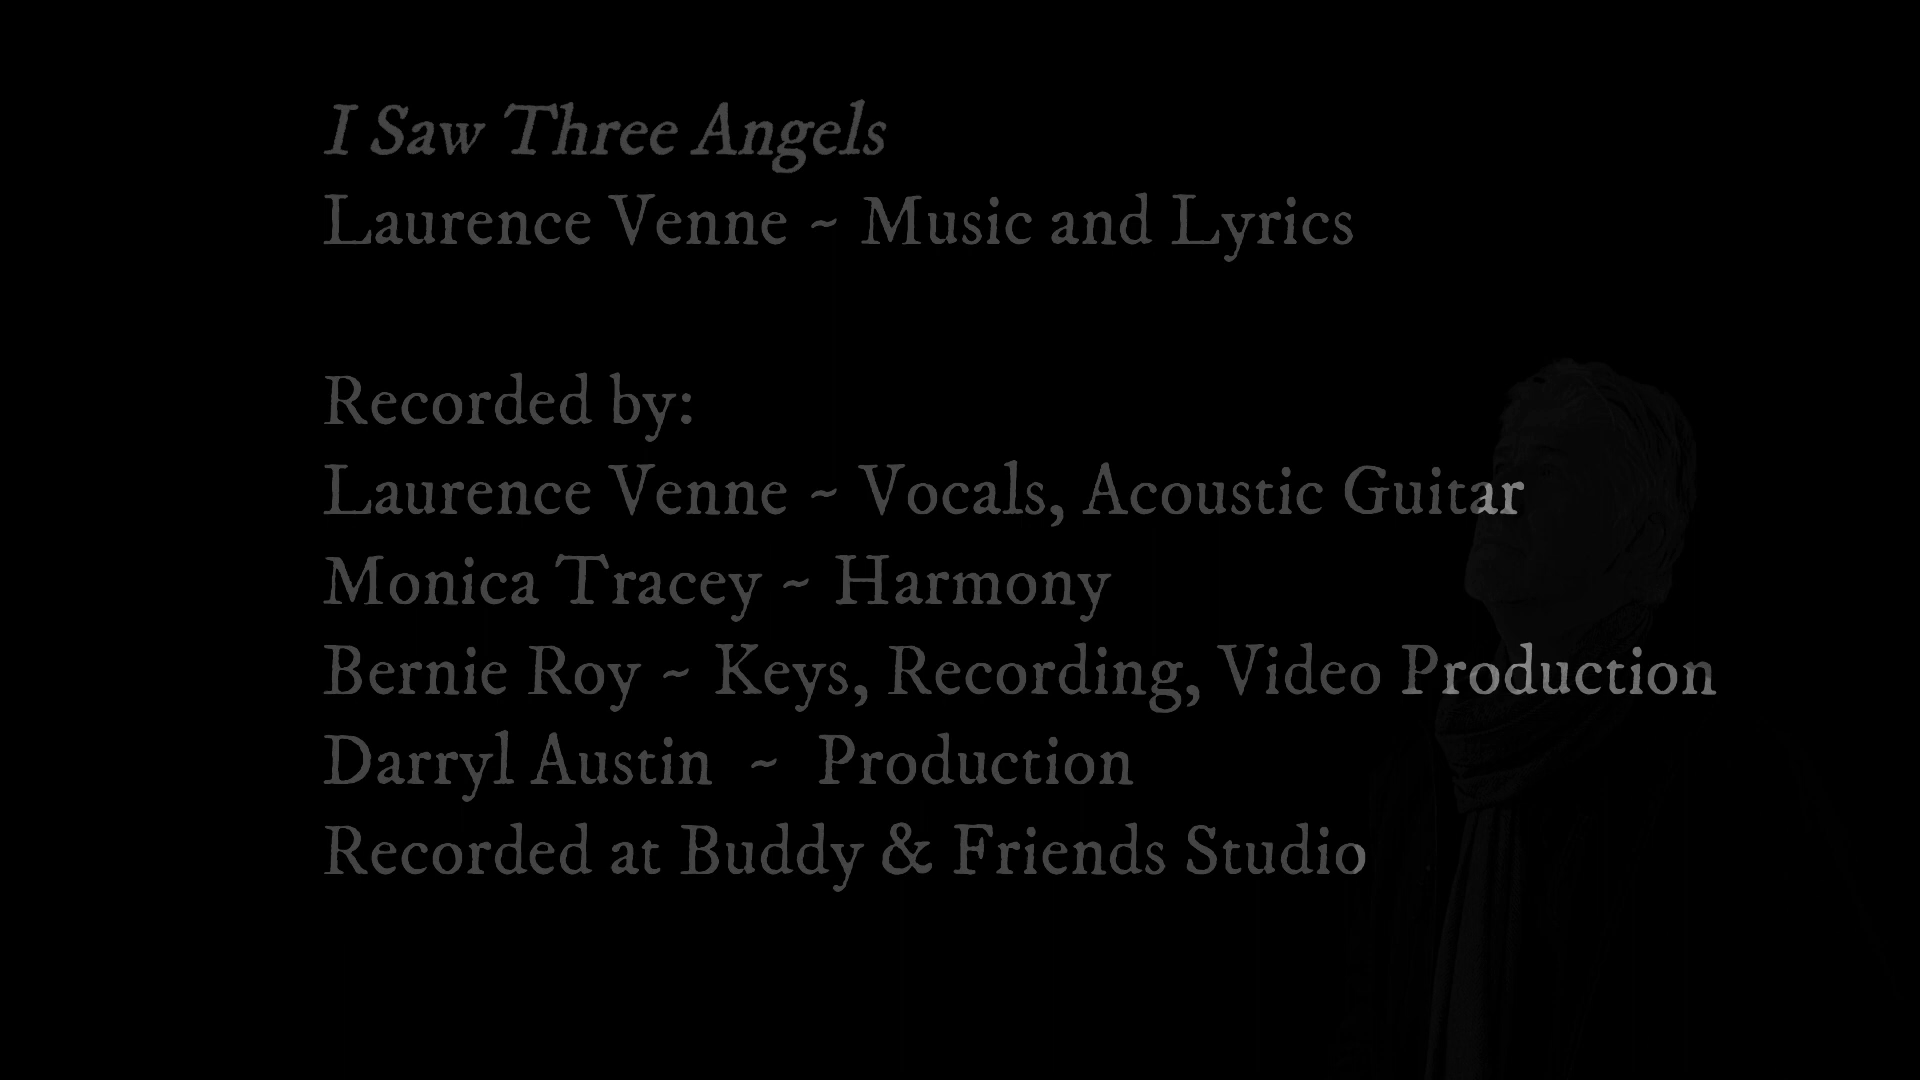 I Saw Three Angels
Laurence Venne ~ Music and Lyrics
Recorded by:
Laurence Venne ~ Vocals, Acoustic Guitar
Monica Tracey ~ Harmony
Bernie Roy ~ Keys, Recording, Video Production
Darryl Austin ~ Production
Recorded at Buddy & Friends Studio